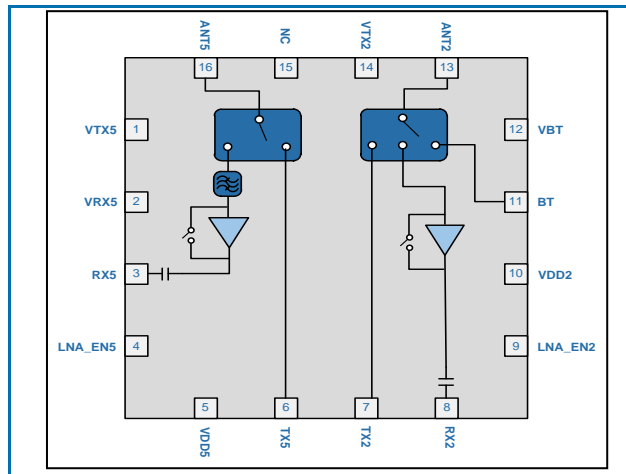 ANT5
NC
VTX2
ANT2
16
15
14
13
VTX5
1
12
VBT
VRX5
2
11
BT
RX5
3
10
VDD2
LNA_EN5
4
9
LNA_EN2
5
6
7
8
VDD5
TX5
TX2
RX2